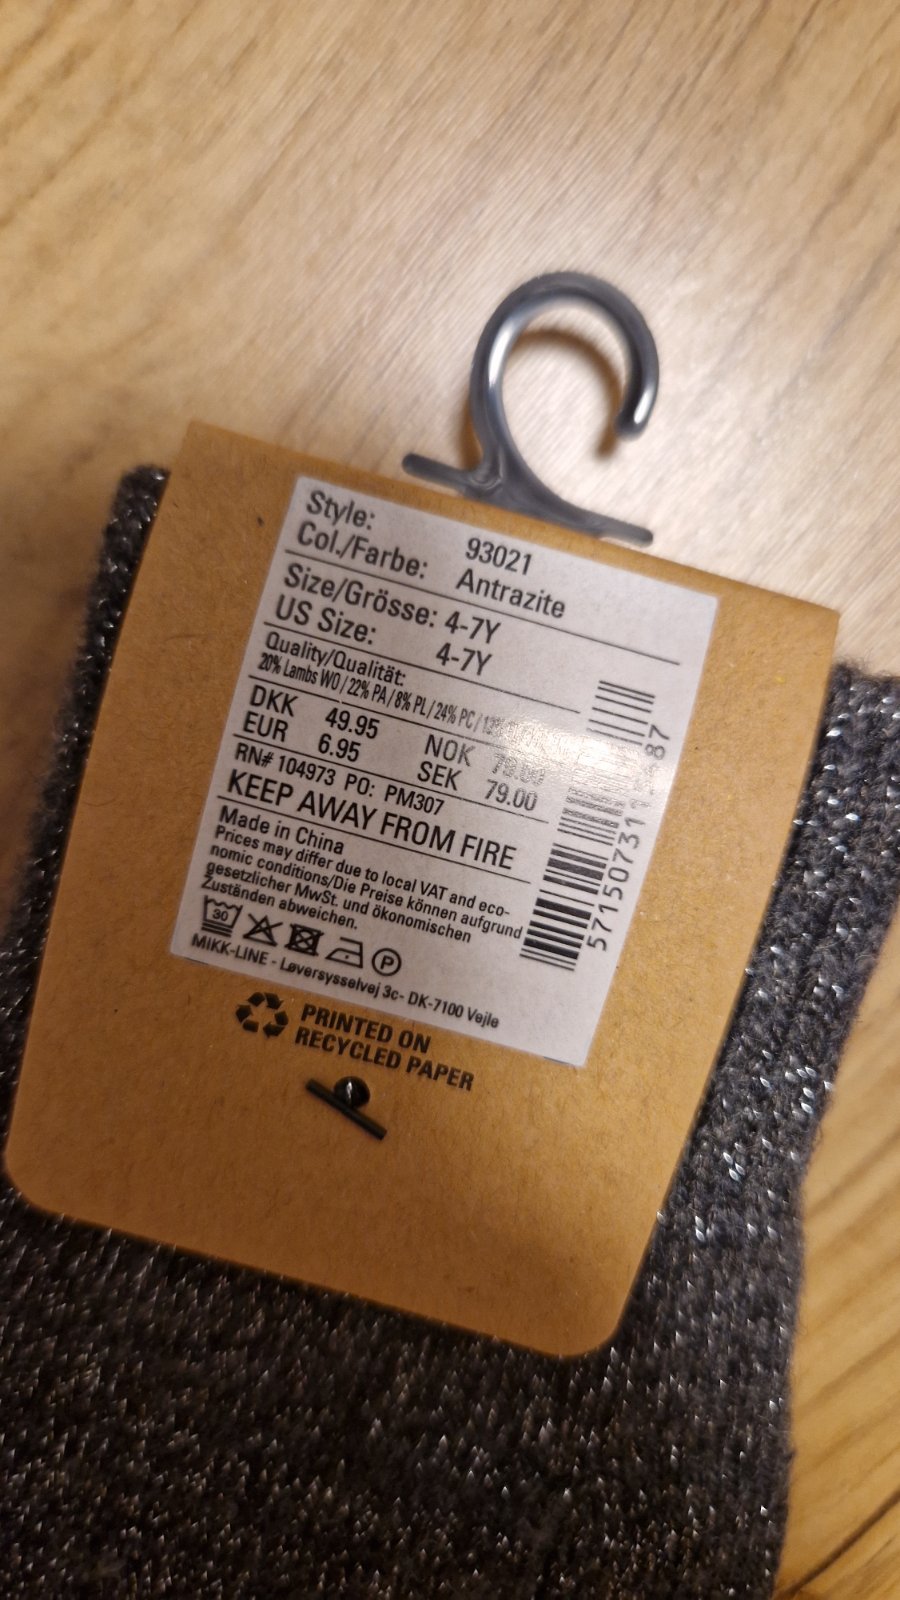 Style: 93021
Col./Farbe: Antrazite
Size/Grösse: 4-7Y
US Size: 4-7Y
Quality/Qualität:
20% Lambs WO / 22% PA / 8% PL / 24% PC /
DKK 49.95 NOK 79.00
EUR 6.95 SEK 79.00
RN# 104973 PO: PM307
KEEP AWAY FROM FIRE
Made in China
Prices may differ due to local VAT and eco-
nomic conditions/Die Preise können aufgrund
gesetzlicher MwSt. und ökonomischen
Zuständen abweichen.
30
P
MIKK-LINE - Løversysselvej 3c- DK-7100 Vejle
PRINTED ON
RECYCLED PAPER